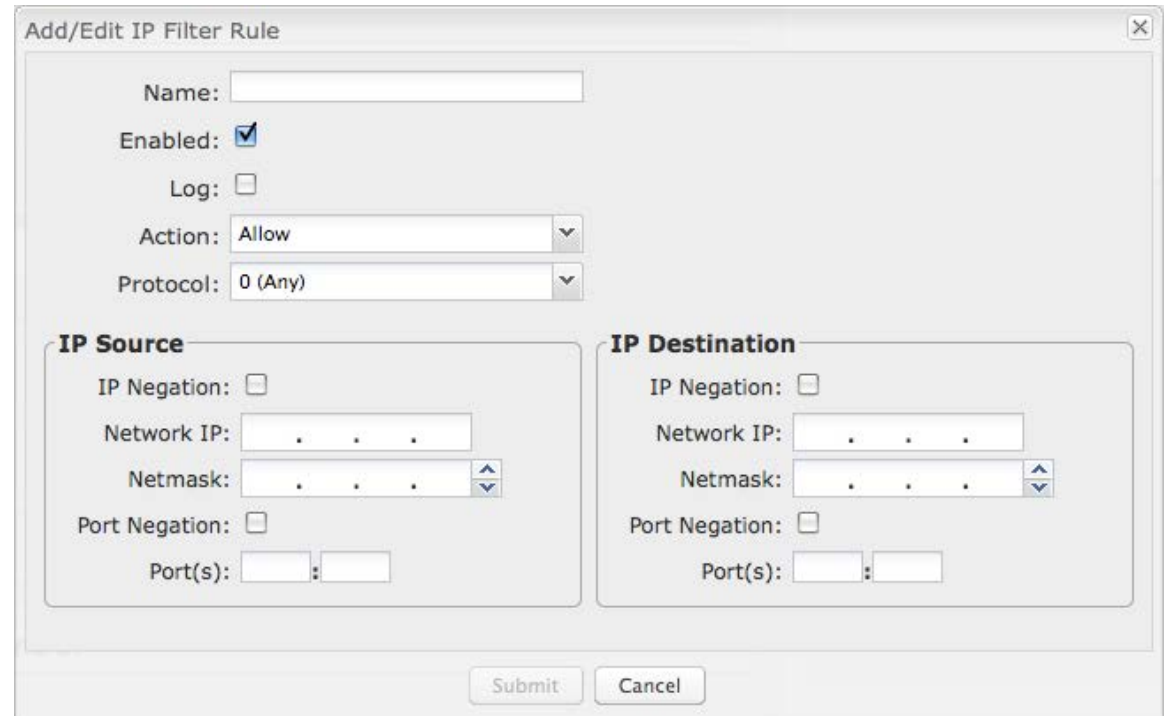 Add/Edit IP Filter Rule
Name:
Enabled:
Log:
Action: Allow
Protocol: 0 (Any)
IP Source
IP Negation:
Network IP: . . .
Netmask: . . .
Port Negation:
Port(s): :
IP Destination
IP Negation:
Network IP: . . .
Netmask: . . .
Port Negation:
Port(s): :
Submit Cancel